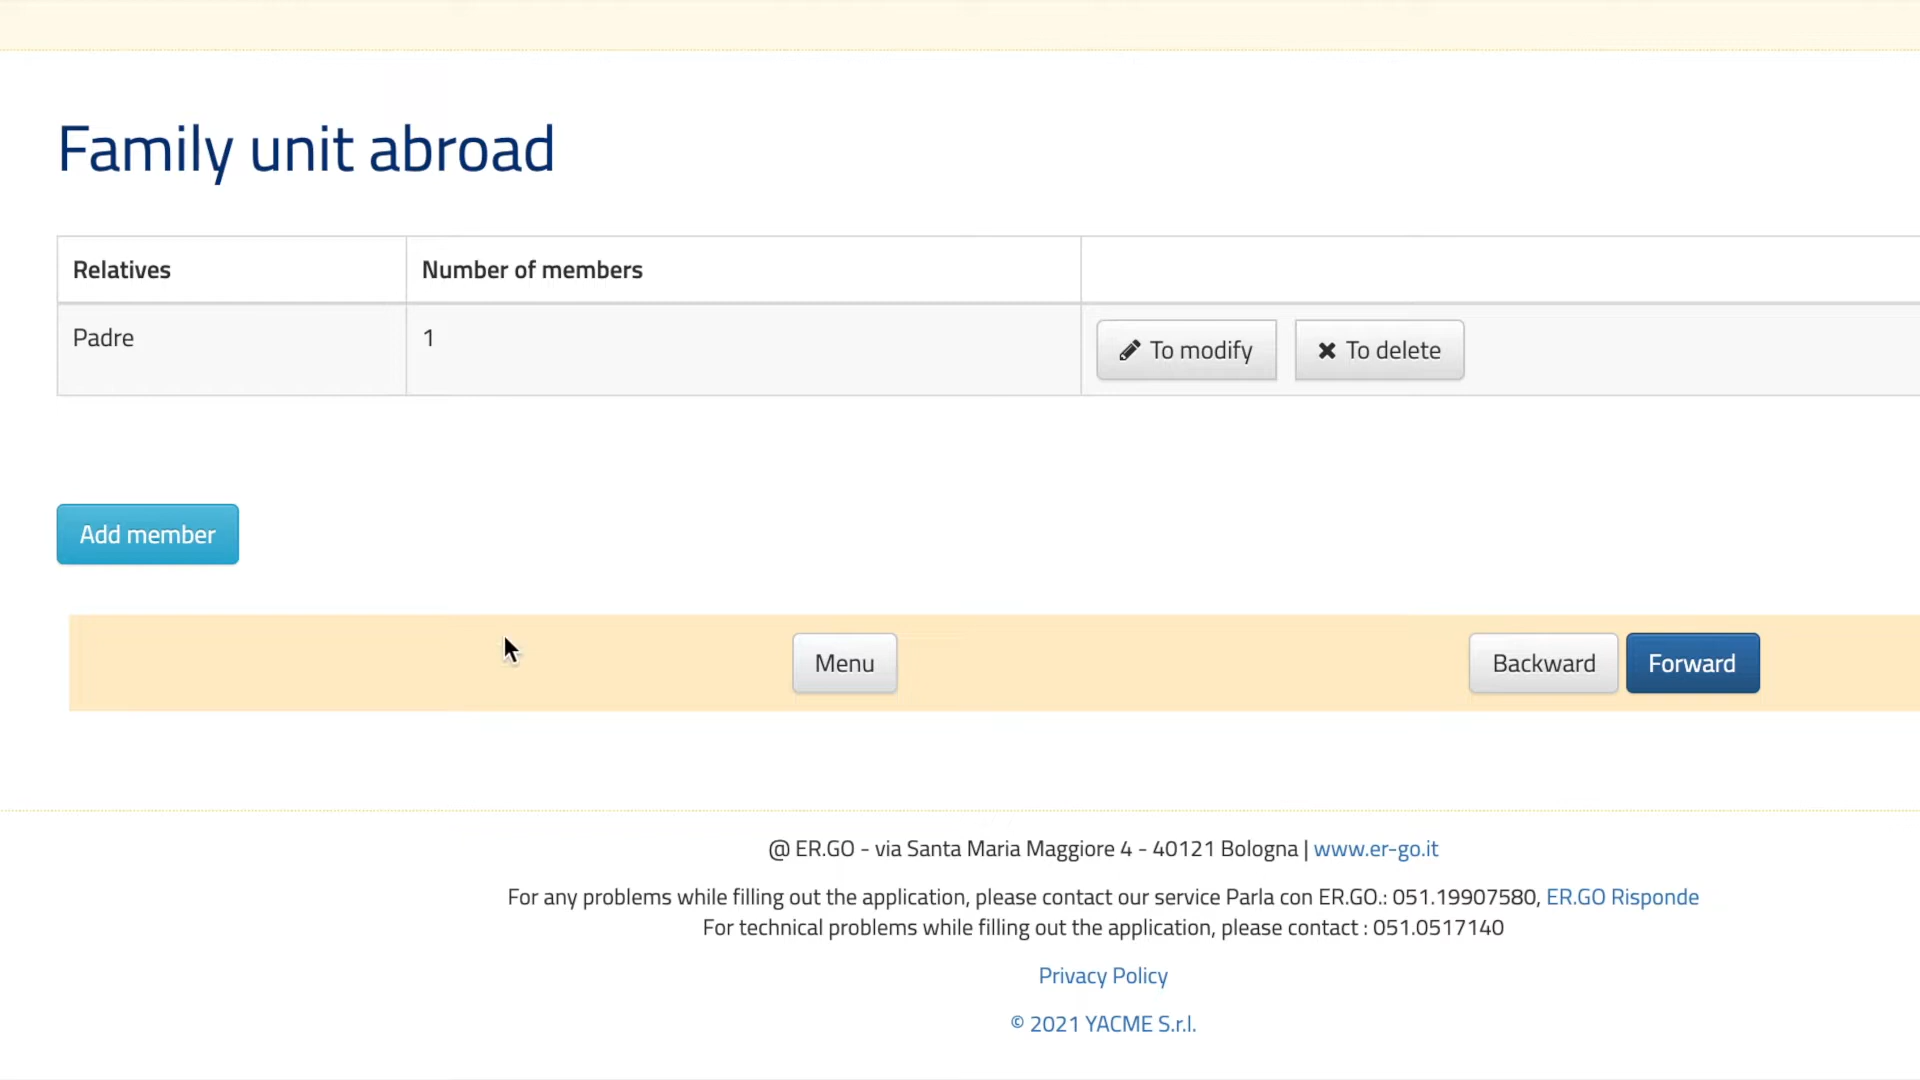 Family unit abroad
Relatives Number of members
Padre 1 To modify To delete
Add member
Menu Backward Forward
@ ER.GO - via Santa Maria Maggiore 4 - 40121 Bologna | www.er-go.it
For any problems while filling out the application, please contact our service Parla con ER.GO.: 051.19907580, ER.GO Risponde
For technical problems while filling out the application, please contact : 051.0517140
Privacy Policy
© 2021 YACME S.r.l.